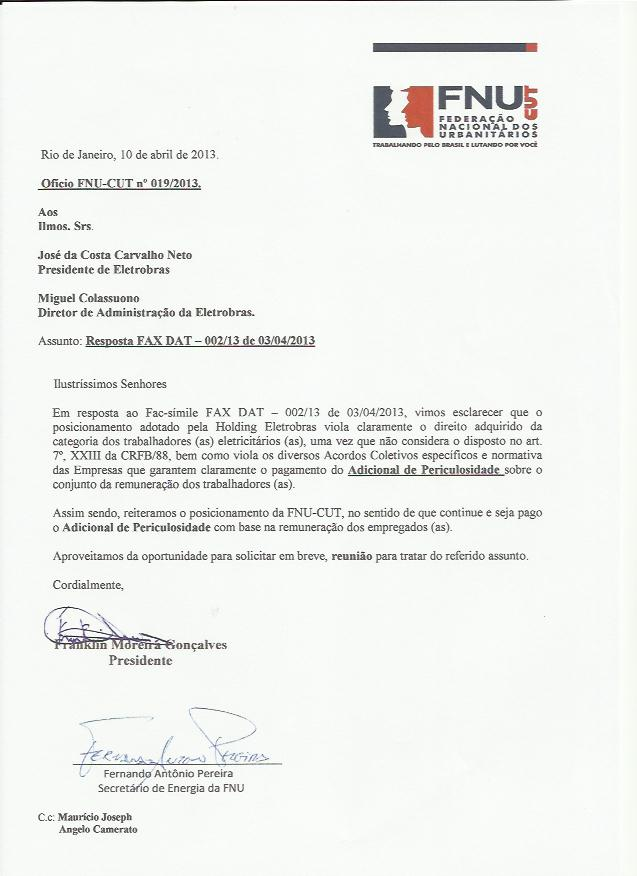 FNU
CUT
FEDERAÇÃO
NACIONAL DOS
URBANITÁRIOS
TRABALHANDO PELO BRASIL E LUTANDO POR VOCÊ
Rio de Janeiro, 10 de abril de 2013.
Ofício FNU-CUT nº 019/2013.
Aos
Ilmos. Srs.
José da Costa Carvalho Neto
Presidente de Eletrobras
Miguel Colassuono
Diretor de Administração da Eletrobras.
Assunto: Resposta FAX DAT – 002/13 de 03/04/2013
Ilustríssimos Senhores
Em resposta ao Fac-símile FAX DAT – 002/13 de 03/04/2013, vimos esclarecer que o
posicionamento adotado pela Holding Eletrobras viola claramente o direito adquirido da
categoria dos trabalhadores (as) eletricitários (as), uma vez que não considera o disposto no art.
7º, XXIII da CRFB/88, bem como viola os diversos Acordos Coletivos específicos e normativa
das Empresas que garantem claramente o pagamento do Adicional de Periculosidade sobre o
conjunto da remuneração dos trabalhadores (as).
Assim sendo, reiteramos o posicionamento da FNU-CUT, no sentido de que continue e seja pago
o Adicional de Periculosidade com base na remuneração dos empregados (as).
Aproveitamos da oportunidade para solicitar em breve, reunião para tratar do referido assunto.
Cordialmente,
Franklin Moreira Gonçalves
Presidente
Fernando Antonio Pereira
Fernando Antônio Pereira
Secretário de Energia da FNU
C.c: Maurício Joseph
Angelo Camerato